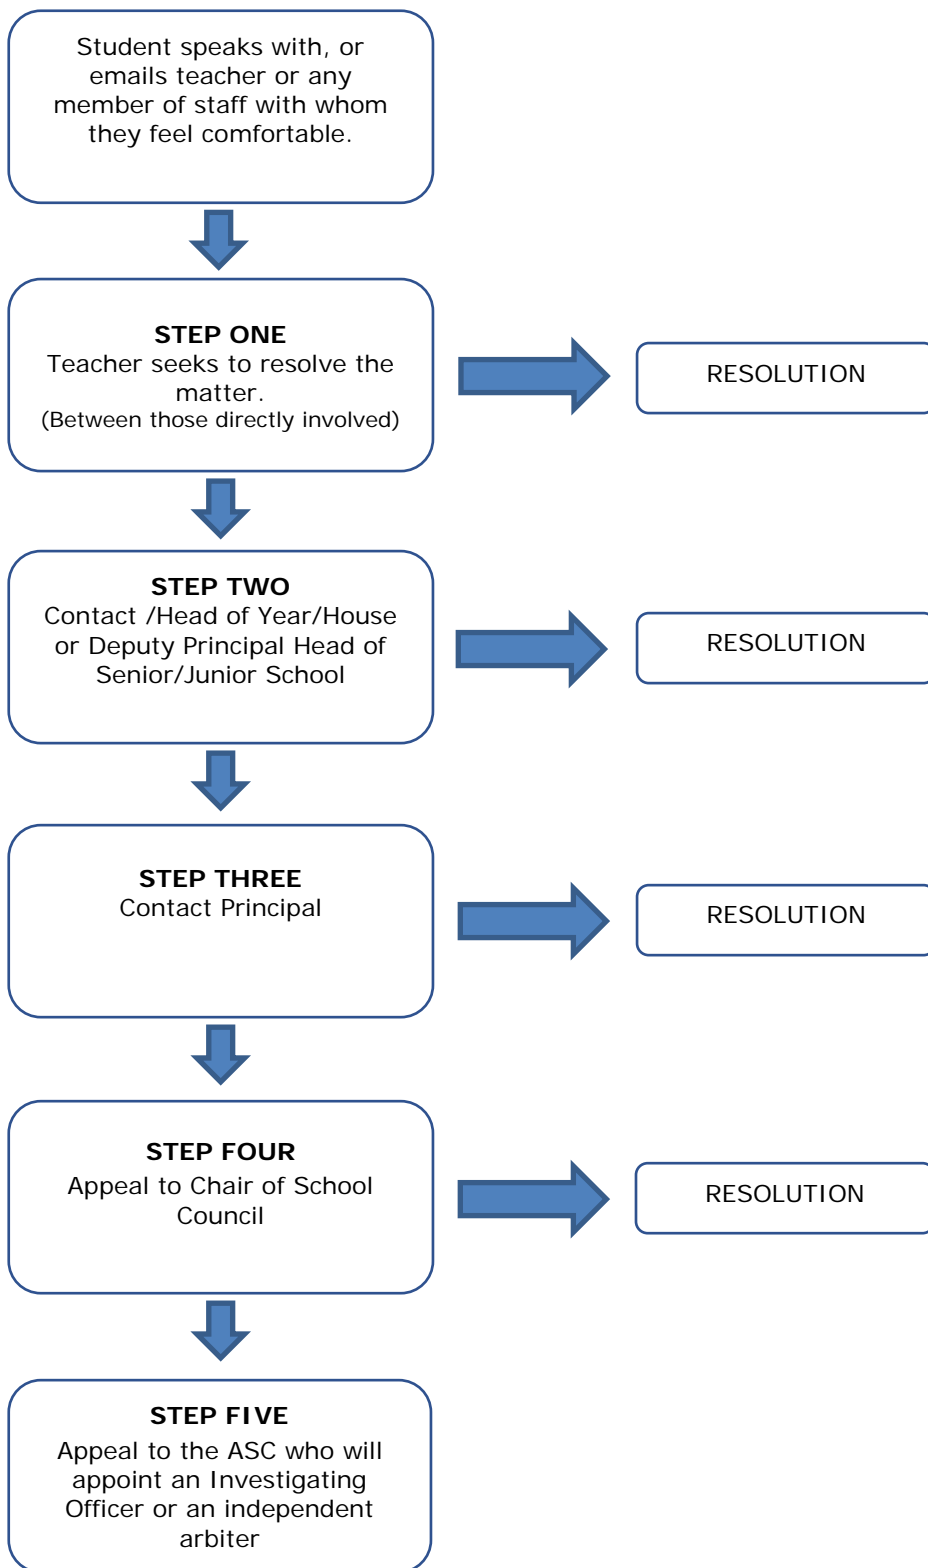 Student speaks with, or
emails teacher or any
member of staff with whom
they feel comfortable.
STEP ONE
Teacher seeks to resolve the
matter.
(Between those directly involved)
RESOLUTION
STEP TWO
Contact /Head of Year/House
or Deputy Principal Head of
Senior/Junior School
RESOLUTION
STEP THREE
Contact Principal
RESOLUTION
STEP FOUR
Appeal to Chair of School
Council
RESOLUTION
STEP FIVE
Appeal to the ASC who will
appoint an Investigating
Officer or an independent
arbiter